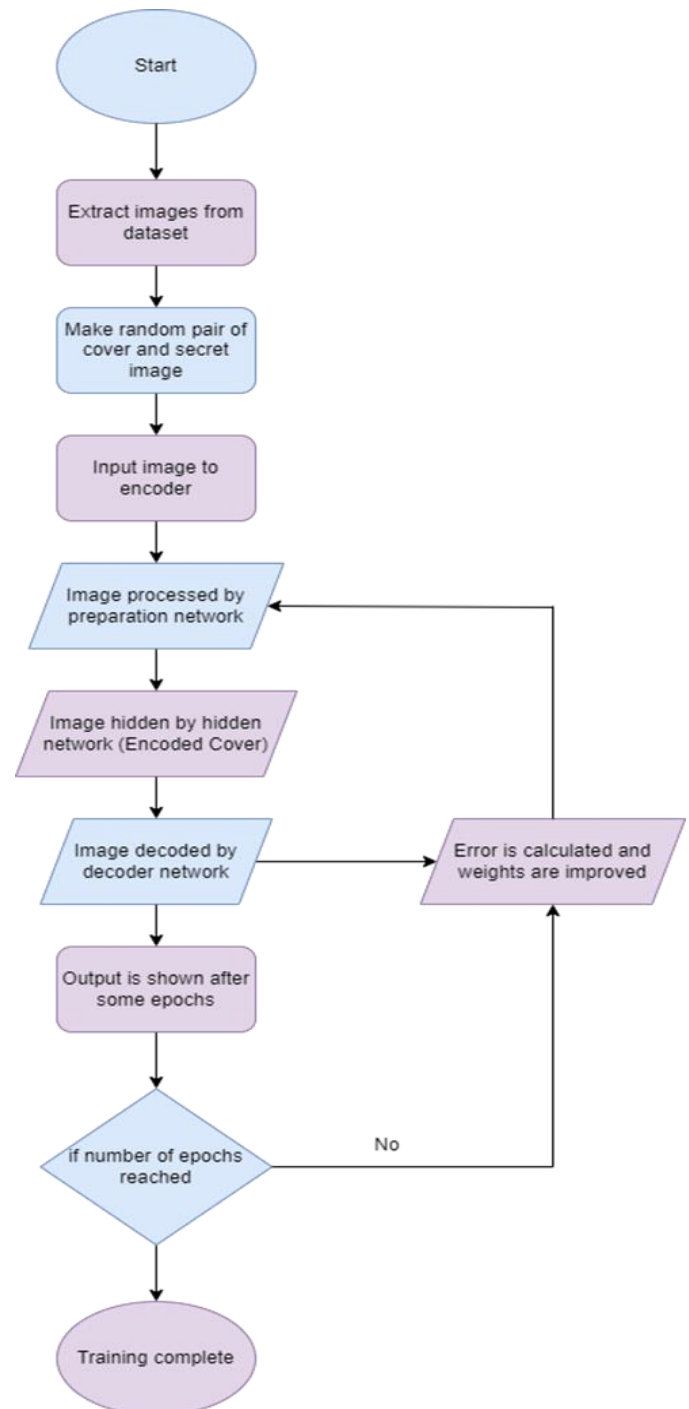 Start
Extract images from
dataset
Make random pair of
cover and secret
image
Input image to
encoder
Image processed by
preparation network
Image hidden by hidden
network (Encoded Cover)
Image decoded by
decoder network
Error is calculated and
weights are improved
Output is shown after
some epochs
if number of epochs
reached
No
Training complete